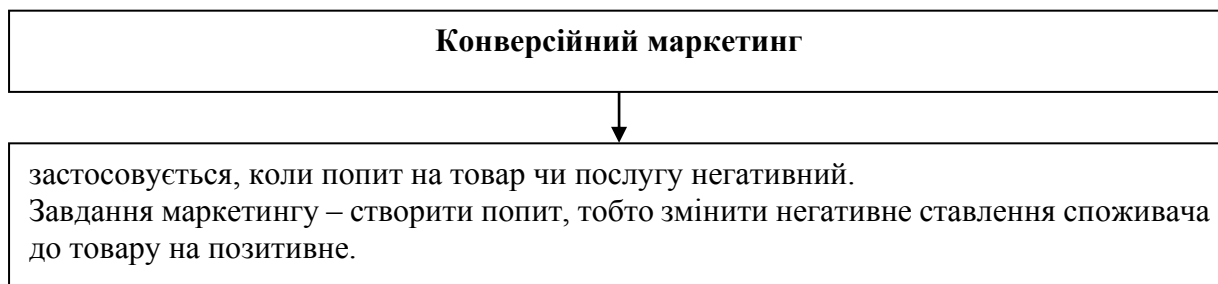 Конверсійний маркетинг
застосовується, коли попит на товар чи послугу негативний.
Завдання маркетингу – створити попит, тобто змінити негативне ставлення споживача
до товару на позитивне.